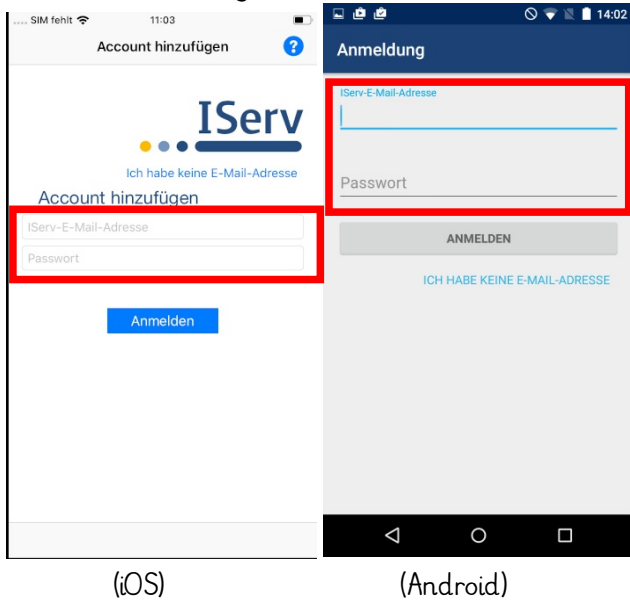 SIM fehlt 11:03
Account hinzufügen ?
IServ
Ich habe keine E-Mail-Adresse
Account hinzufügen
IServ-E-Mail-Adresse
Passwort
Anmelden
(iOS)
14:02
Anmeldung
IServ-E-Mail-Adresse
Passwort
ANMELDEN
ICH HABE KEINE E-MAIL-ADRESSE
(Android)